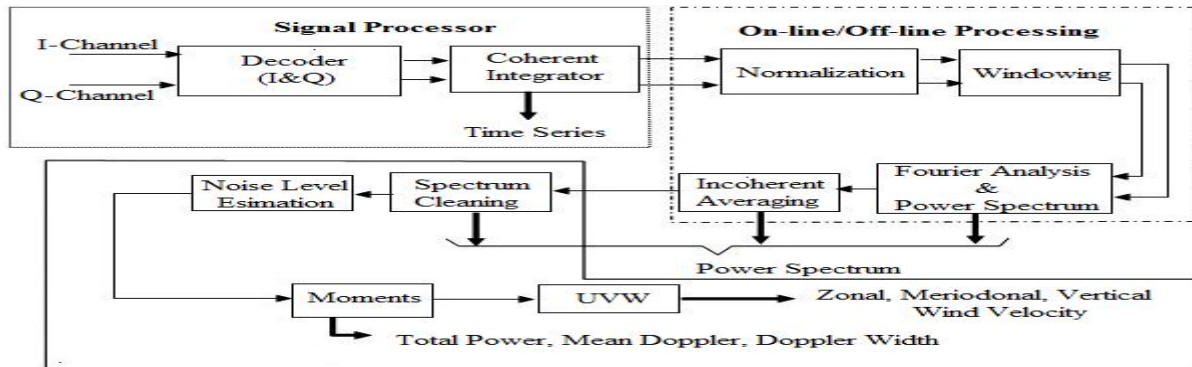 Signal Processor
On-line/Off-line Processing
I-Channel
Q-Channel
Decoder
(I&Q)
Coherent
Integrator
Normalization
Windowing
Time Series
Noise Level
Esimation
Spectrum
Cleaning
Incoherent
Averaging
Fourier Analysis
&
Power Spectrum
Power Spectrum
Moments
UVW
Zonal, Meriodonal, Vertical
Wind Velocity
Total Power, Mean Doppler, Doppler Width